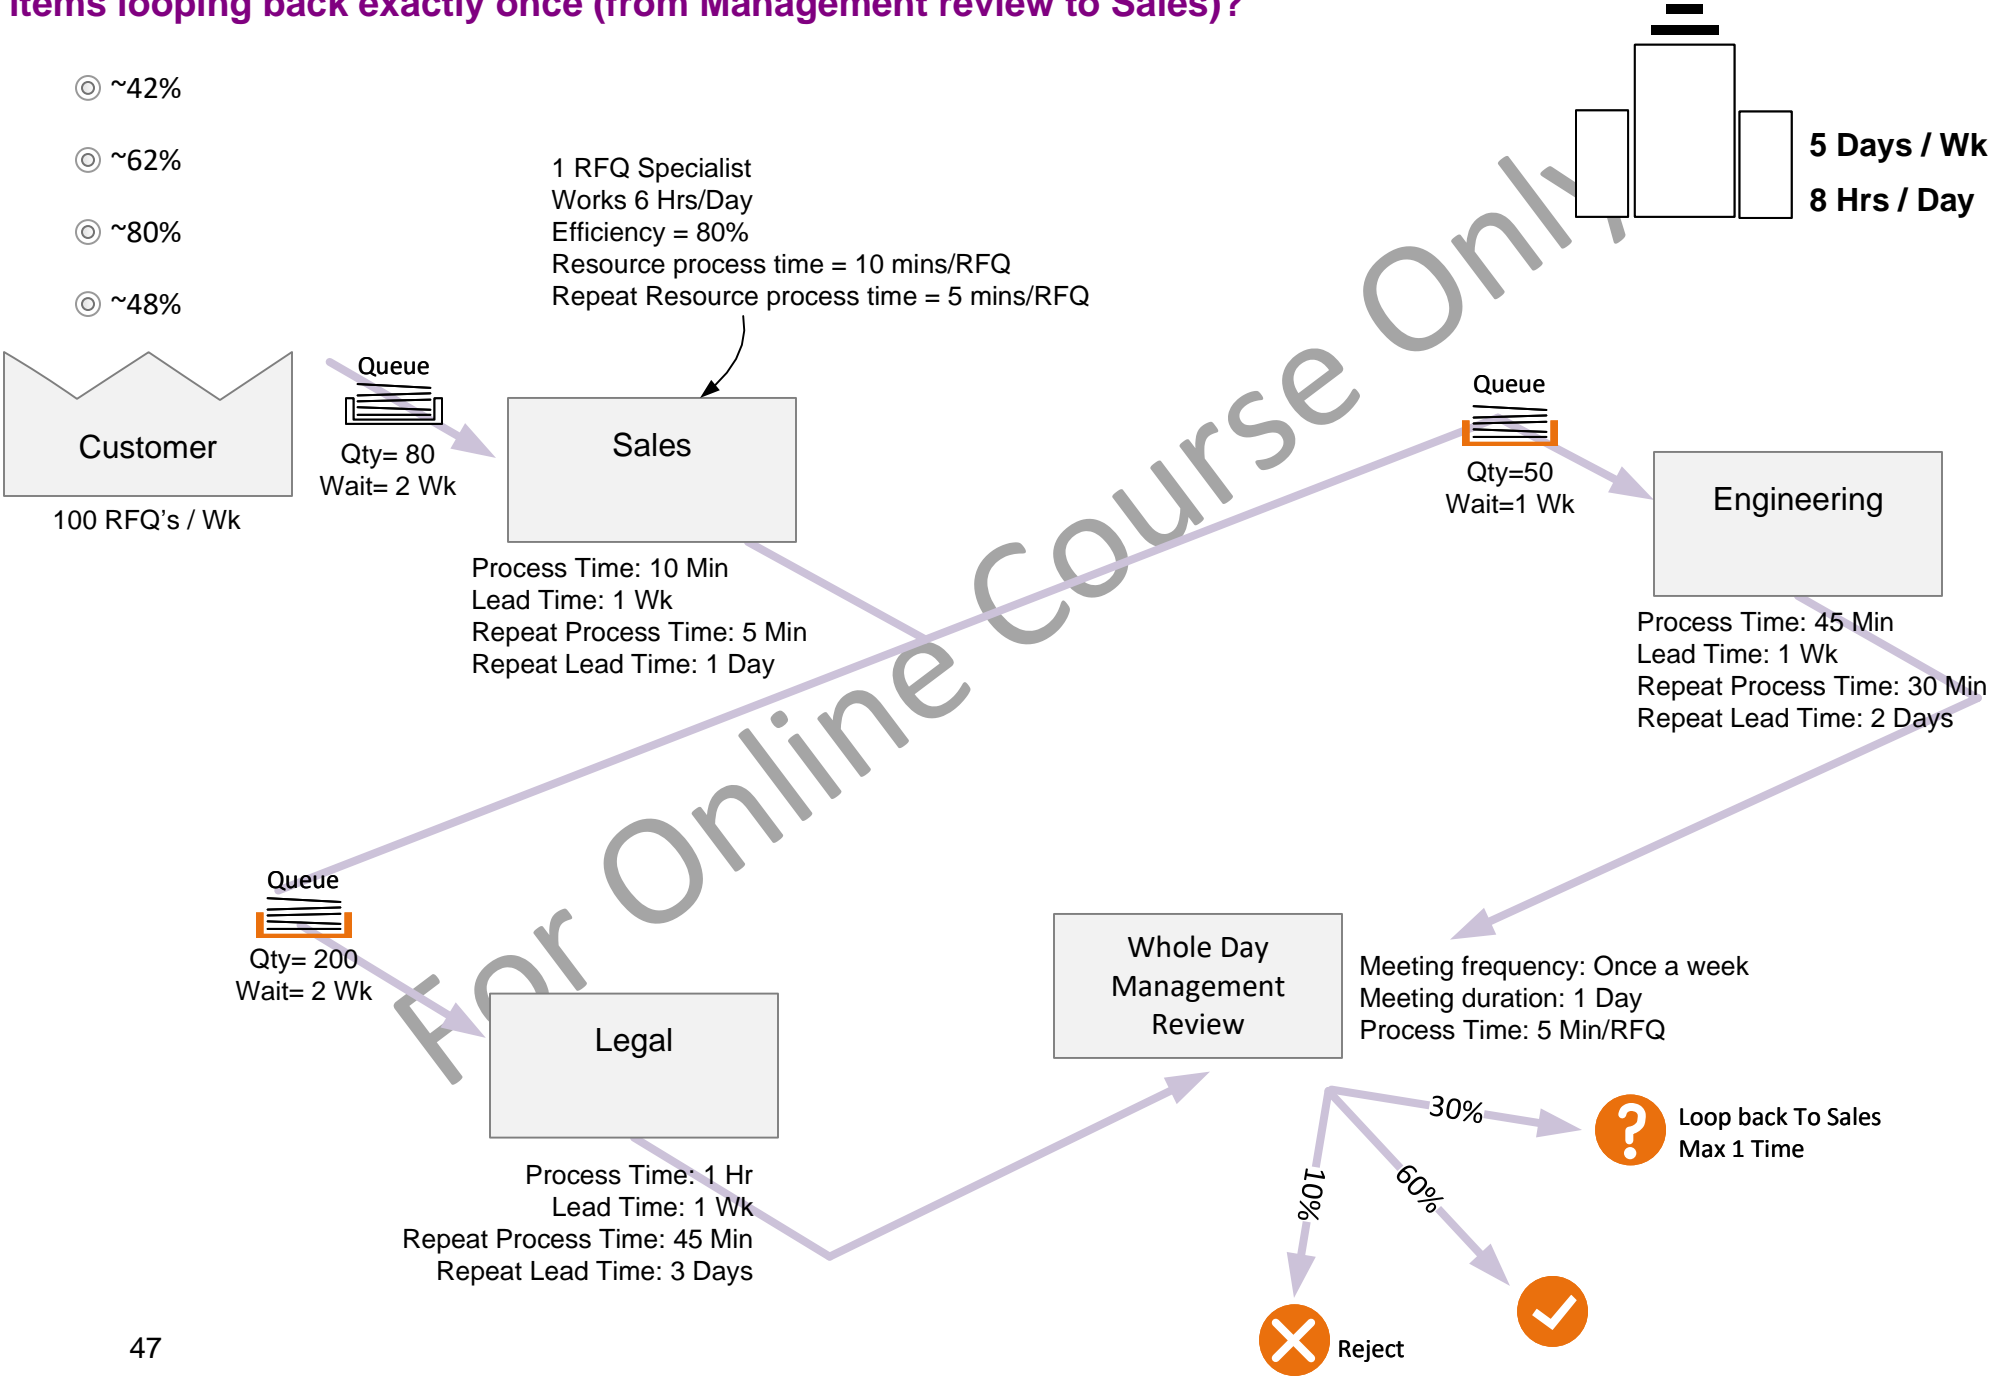 items looping back exactly once (from Management review to Sales)?
~42%
~62%
~80%
~48%
1 RFQ Specialist
Works 6 Hrs/Day
Efficiency = 80%
Resource process time = 10 mins/RFQ
Repeat Resource process time = 5 mins/RFQ
5 Days / Wk
8 Hrs / Day
Customer
100 RFQ's / Wk
Queue
Qty= 80
Wait= 2 Wk
Sales
Process Time: 10 Min
Lead Time: 1 Wk
Repeat Process Time: 5 Min
Repeat Lead Time: 1 Day
Queue
Qty=50
Wait=1 Wk
Engineering
Process Time: 45 Min
Lead Time: 1 Wk
Repeat Process Time: 30 Min
Repeat Lead Time: 2 Days
For Online Course Only
Queue
Qty= 200
Wait= 2 Wk
Legal
Process Time: 1 Hr
Lead Time: 1 Wk
Repeat Process Time: 45 Min
Repeat Lead Time: 3 Days
Whole Day
Management
Review
Meeting frequency: Once a week
Meeting duration: 1 Day
Process Time: 5 Min/RFQ
30%
Loop back To Sales
Max 1 Time
10%
60%
Reject
47